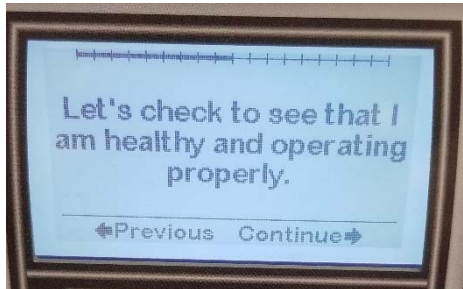 Let's check to see that I
am healthy and operating
properly.
Previous Continue